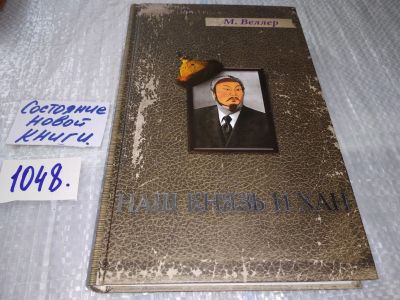 М. Веллер
НАШ КНЯЗЬ И ХАН
Состояние
новой
книги.
1048.